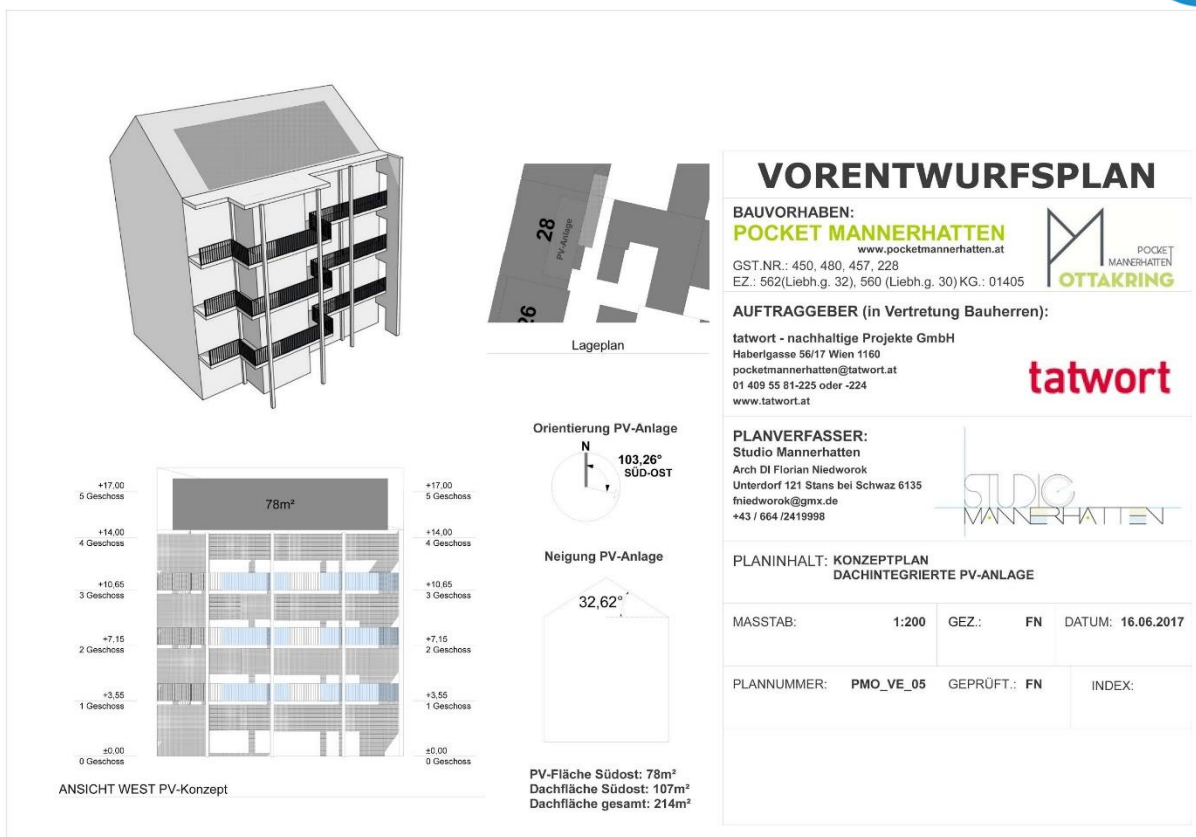 +17,00
5 Geschoss
+14,00
4 Geschoss
+10,65
3 Geschoss
+7,15
2 Geschoss
+3,55
1 Geschoss
±0,00
0 Geschoss
78m²
+17,00
5 Geschoss
+14,00
4 Geschoss
+10,65
3 Geschoss
+7,15
2 Geschoss
+3,55
1 Geschoss
±0,00
0 Geschoss
ANSICHT WEST PV-Konzept
28
PV-Anlage
26
Lageplan
Orientierung PV-Anlage
N
103,26°
SÜD-OST
Neigung PV-Anlage
32,62°
PV-Fläche Südost: 78m²
Dachfläche Südost: 107m²
Dachfläche gesamt: 214m²
VORENTWURFSPLAN
BAUVORHABEN:
POCKET MANNERHATTEN
www.pocketmannerhatten.at
GST.NR.: 450, 480, 457, 228
EZ.: 562(Liebh.g. 32), 560 (Liebh.g. 30) KG.: 01405
POCKET
MANNERHATTEN
OTTAKRING
AUFTRAGGEBER (in Vertretung Bauherren):
tatwort - nachhaltige Projekte GmbH
Haberlgasse 56/17 Wien 1160
pocketmannerhatten@tatwort.at
01 409 55 81-225 oder -224
www.tatwort.at
tatwort
PLANVERFASSER:
Studio Mannerhatten
Arch DI Florian Niedworok
Unterdorf 121 Stans bei Schwaz 6135
fniedworok@gmx.de
+43 / 664 /2419998
STUDIO
MANNERHATTEN
PLANINHALT: KONZEPTPLAN
DACHINTEGRIERTE PV-ANLAGE
MASSTAB: 1:200 GEZ.: FN DATUM: 16.06.2017
PLANNUMMER: PMO_VE_05 GEPRÜFT.: FN INDEX: